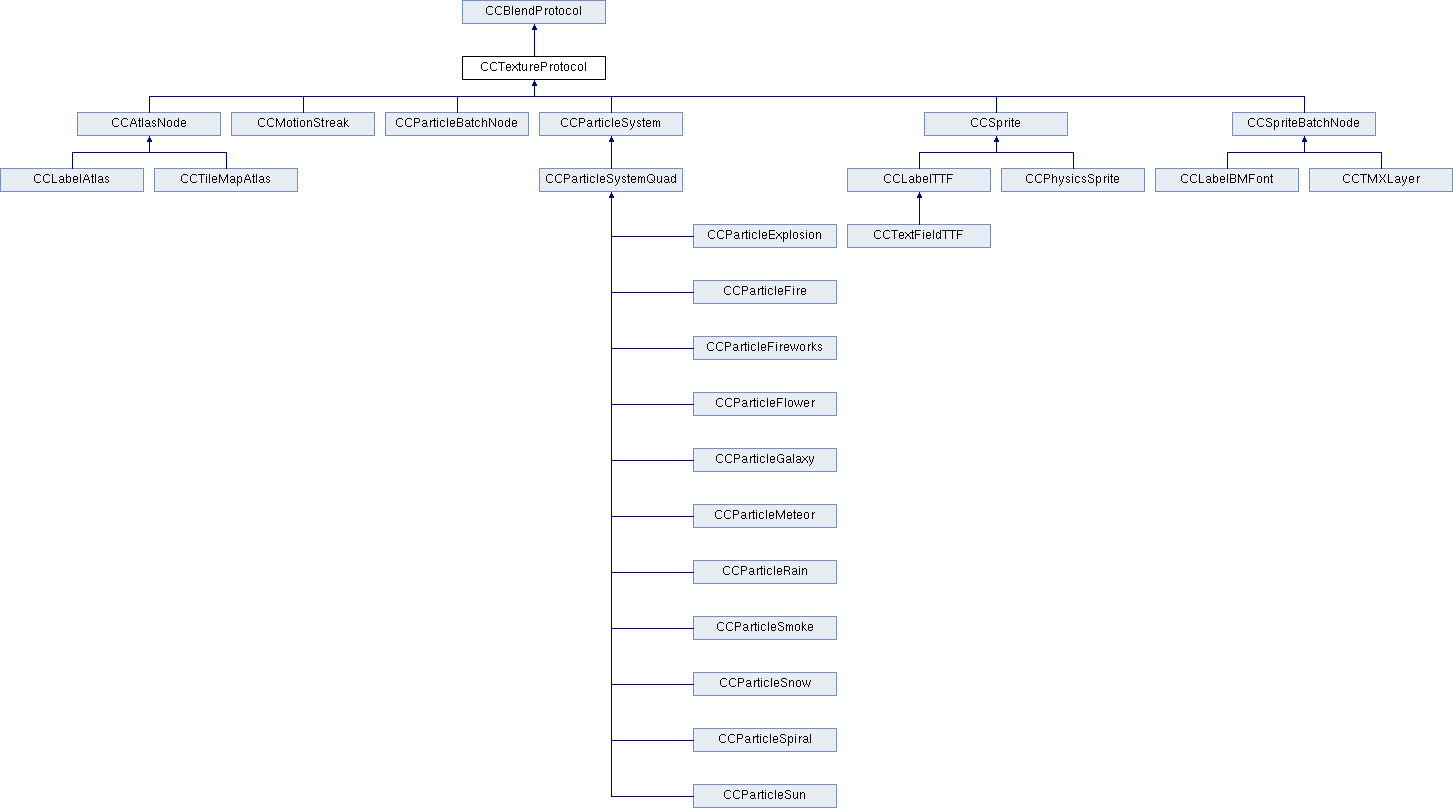 CCBlendProtocol
CCTextureProtocol
CCAtlasNode CCMotionStreak CCParticleBatchNode CCParticleSystem CCSprite CCSpriteBatchNode
CCLabelAtlas CCTileMapAtlas CCParticleSystemQuad CCLabelTTF CCPhysicsSprite CCLabelBMFont CCTMXLayer
CCParticleExplosion CCTextFieldTTF
CCParticleFire
CCParticleFireworks
CCParticleFlower
CCParticleGalaxy
CCParticleMeteor
CCParticleRain
CCParticleSmoke
CCParticleSnow
CCParticleSpiral
CCParticleSun